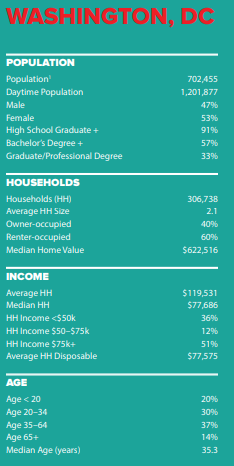 WASHINGTON, DC
POPULATION
Population¹ 702,455
Daytime Population 1,201,877
Male 47%
Female 53%
High School Graduate + 91%
Bachelor's Degree + 57%
Graduate/Professional Degree 33%
HOUSEHOLDS
Households (HH) 306,738
Average HH Size 2.1
Owner-occupied 40%
Renter-occupied 60%
Median Home Value $622,516
INCOME
Average HH $119,531
Median HH $77,686
HH Income <$50k 36%
HH Income $50–$75k 12%
HH Income $75k+ 51%
Average HH Disposable $77,575
AGE
Age < 20 20%
Age 20–34 30%
Age 35–64 37%
Age 65+ 14%
Median Age (years) 35.3